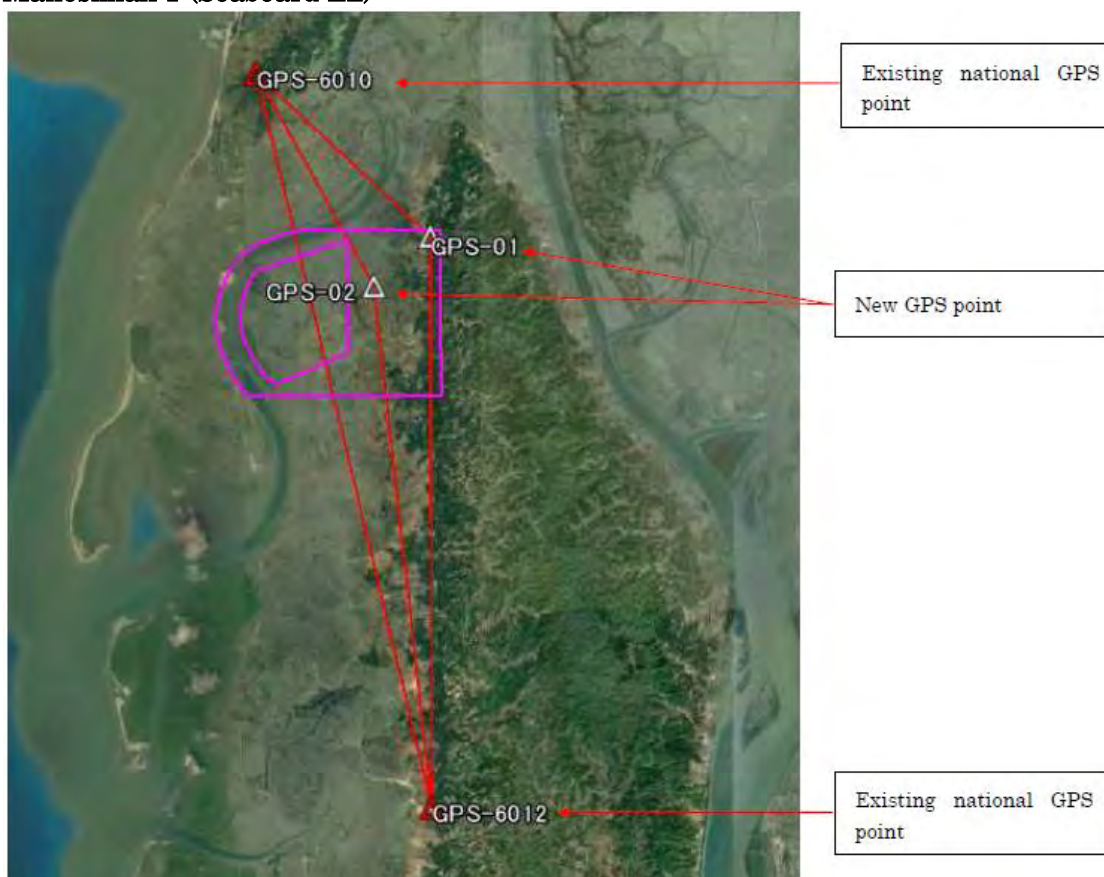 GPS-6010
Existing national GPS
point
GPS-01
GPS-02
New GPS point
GPS-6012
Existing national GPS
point